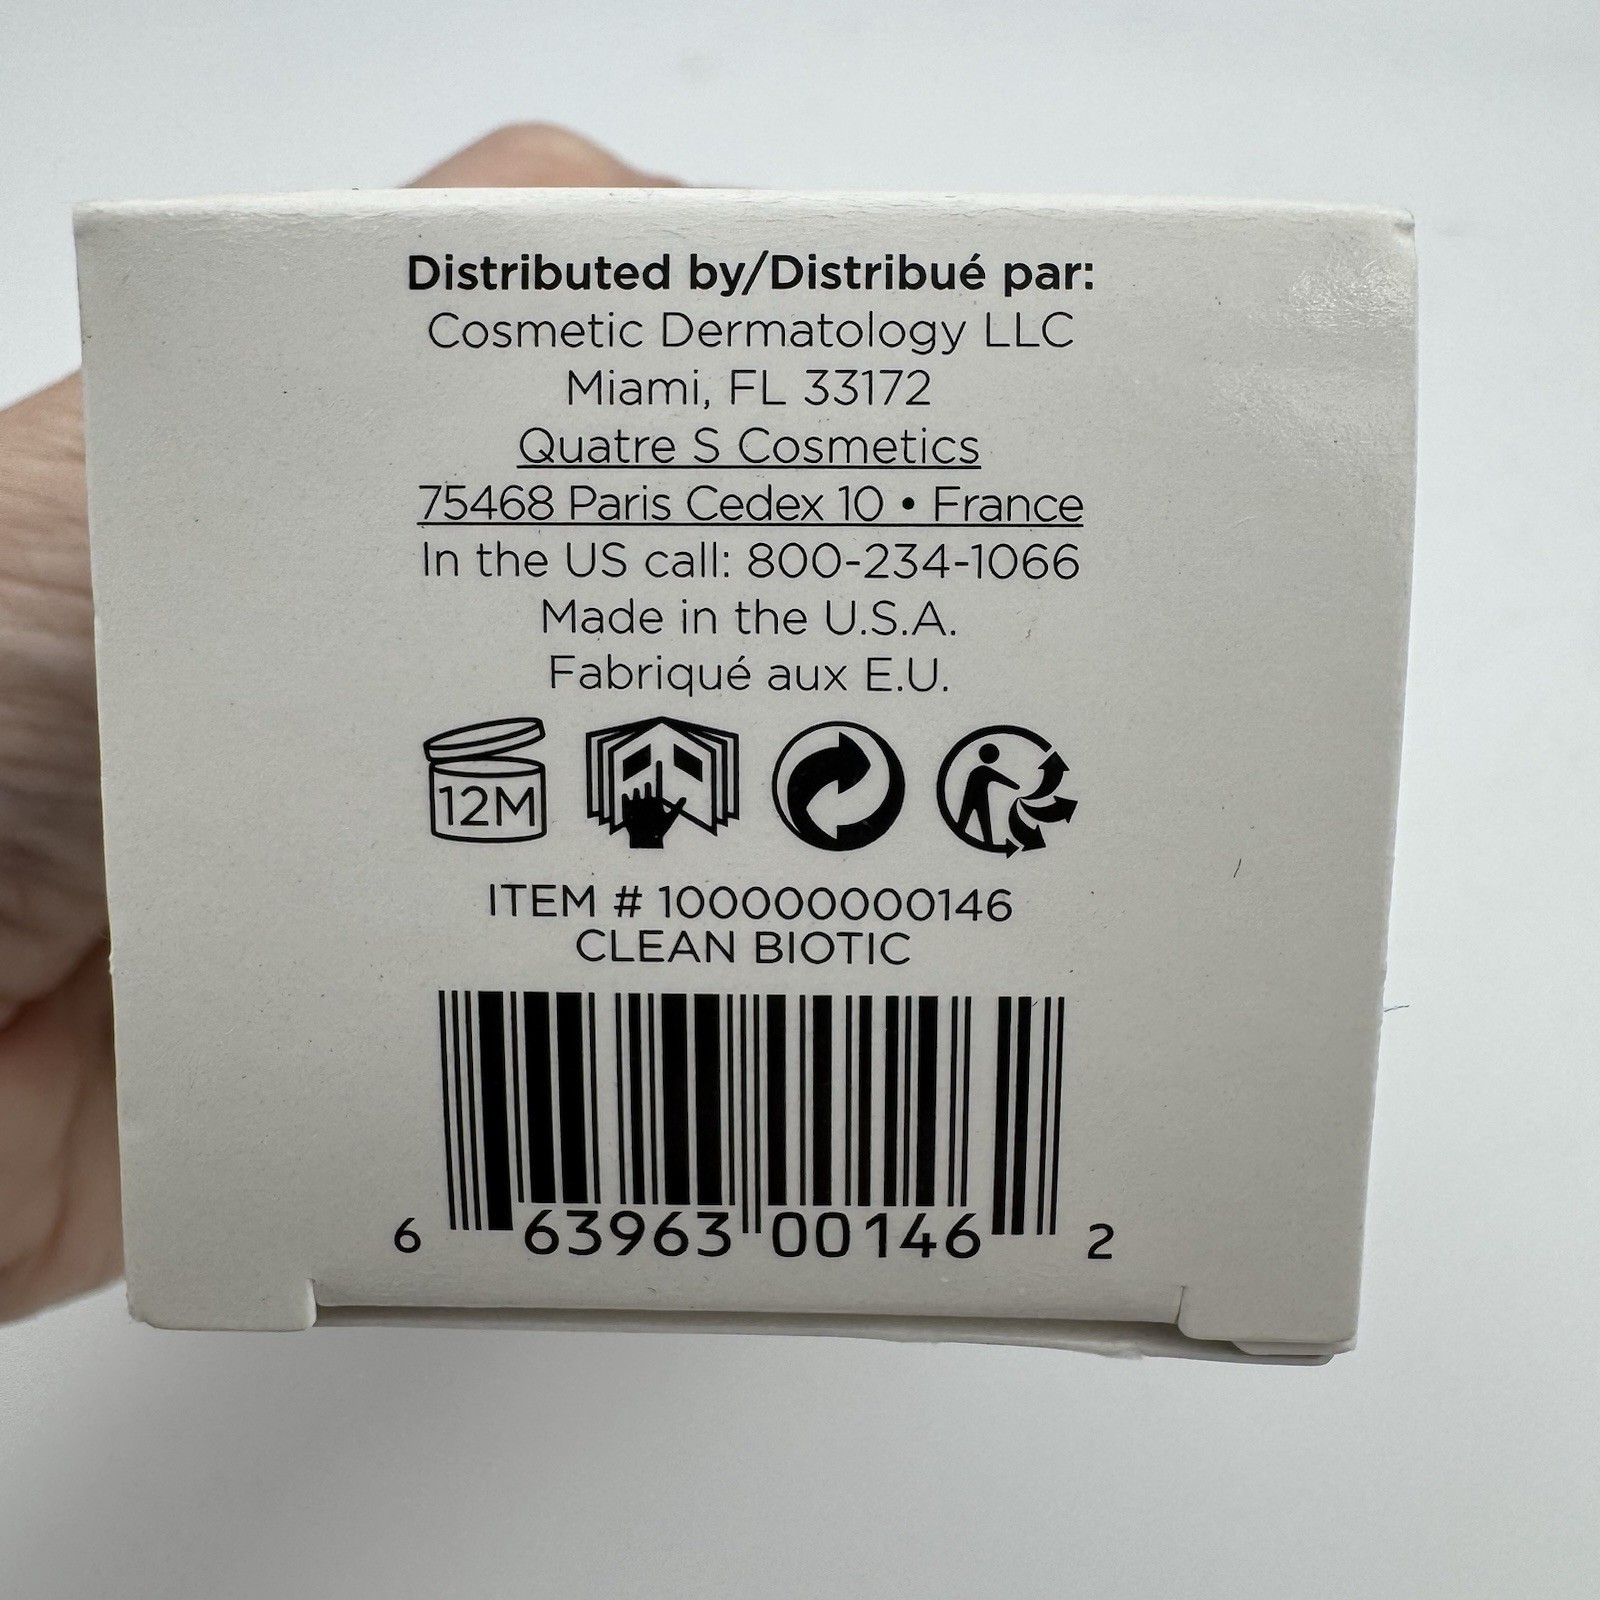 Distributed by/Distribué par:
Cosmetic Dermatology LLC
Miami, FL 33172
Quatre S Cosmetics
75468 Paris Cedex 10 • France
In the US call: 800-234-1066
Made in the U.S.A.
Fabriqué aux E.U.
12M
ITEM # 100000000146
CLEAN BIOTIC
6 63963 00146 2